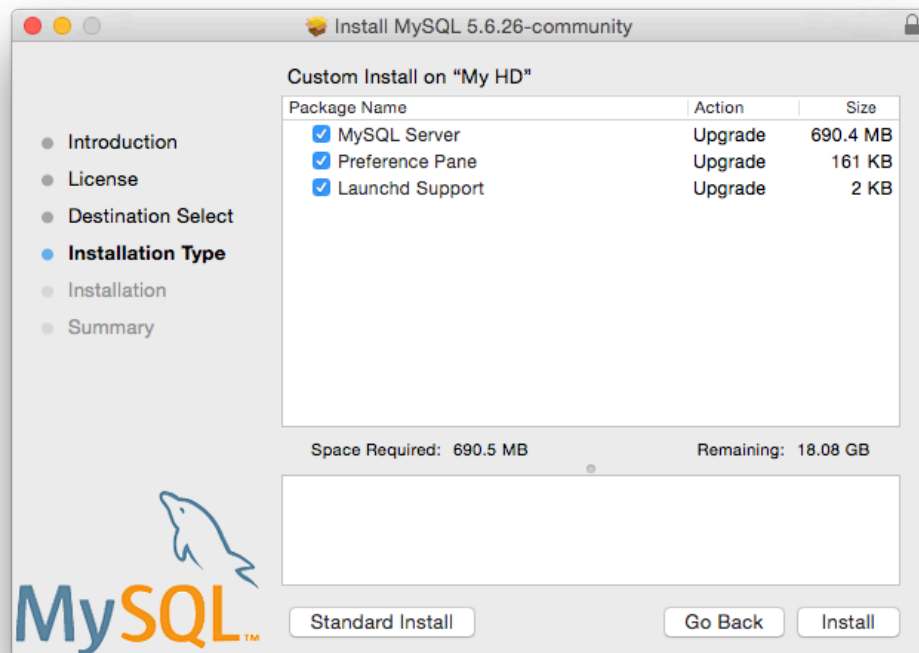 Install MySQL 5.6.26-community
Custom Install on “My HD”
Package Name Action Size
MySQL Server Upgrade 690.4 MB
Preference Pane Upgrade 161 KB
Launchd Support Upgrade 2 KB
Introduction
License
Destination Select
Installation Type
Installation
Summary
Space Required: 690.5 MB Remaining: 18.08 GB
MySQL™
Standard Install Go Back Install